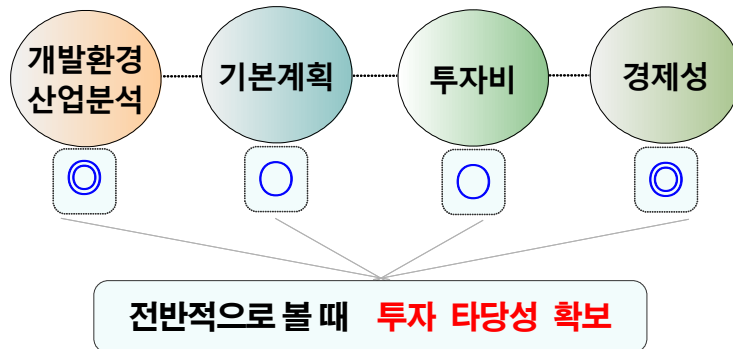 개발환경
산업분석
기본계획
투자비
경제성
◎
○
○
◎
전반적으로 볼 때 투자 타당성 확보